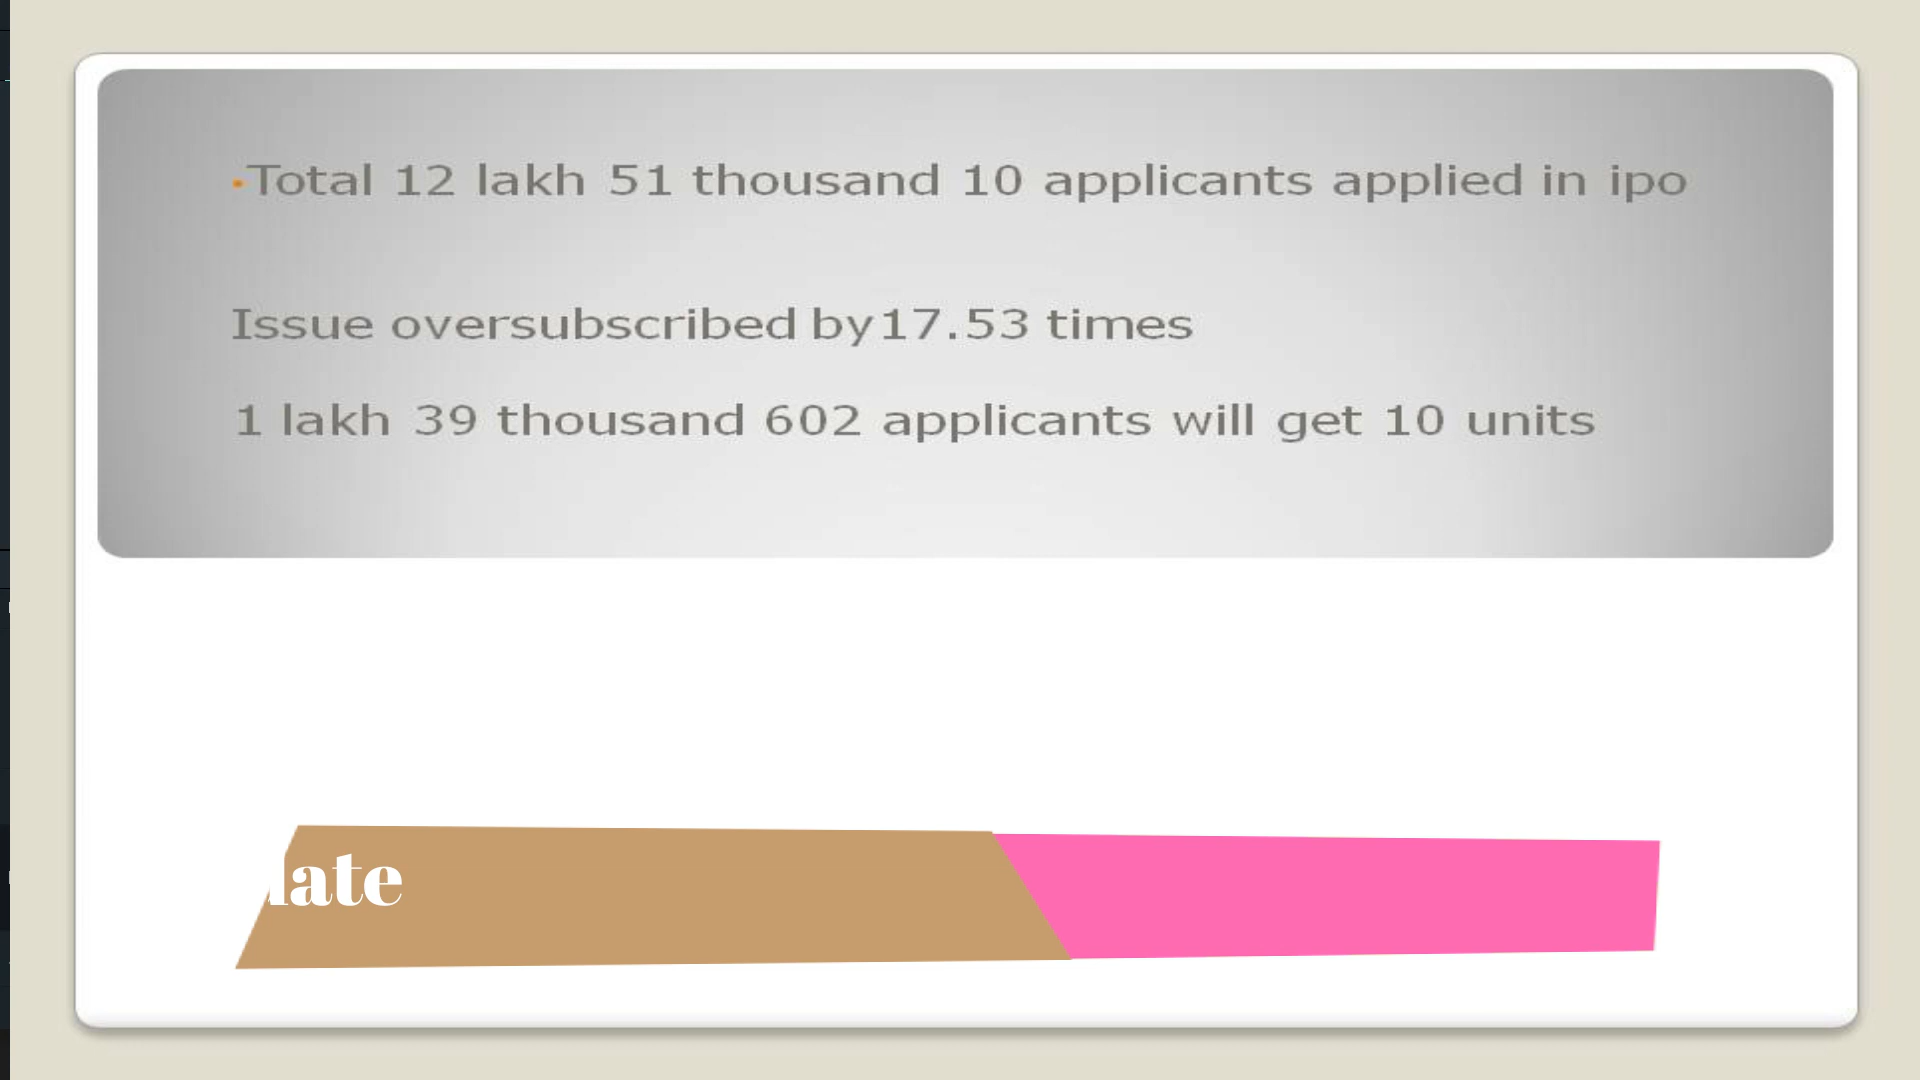 •Total 12 lakh 51 thousand 10 applicants applied in ipo
Issue oversubscribed by17.53 times
1 lakh 39 thousand 602 applicants will get 10 units